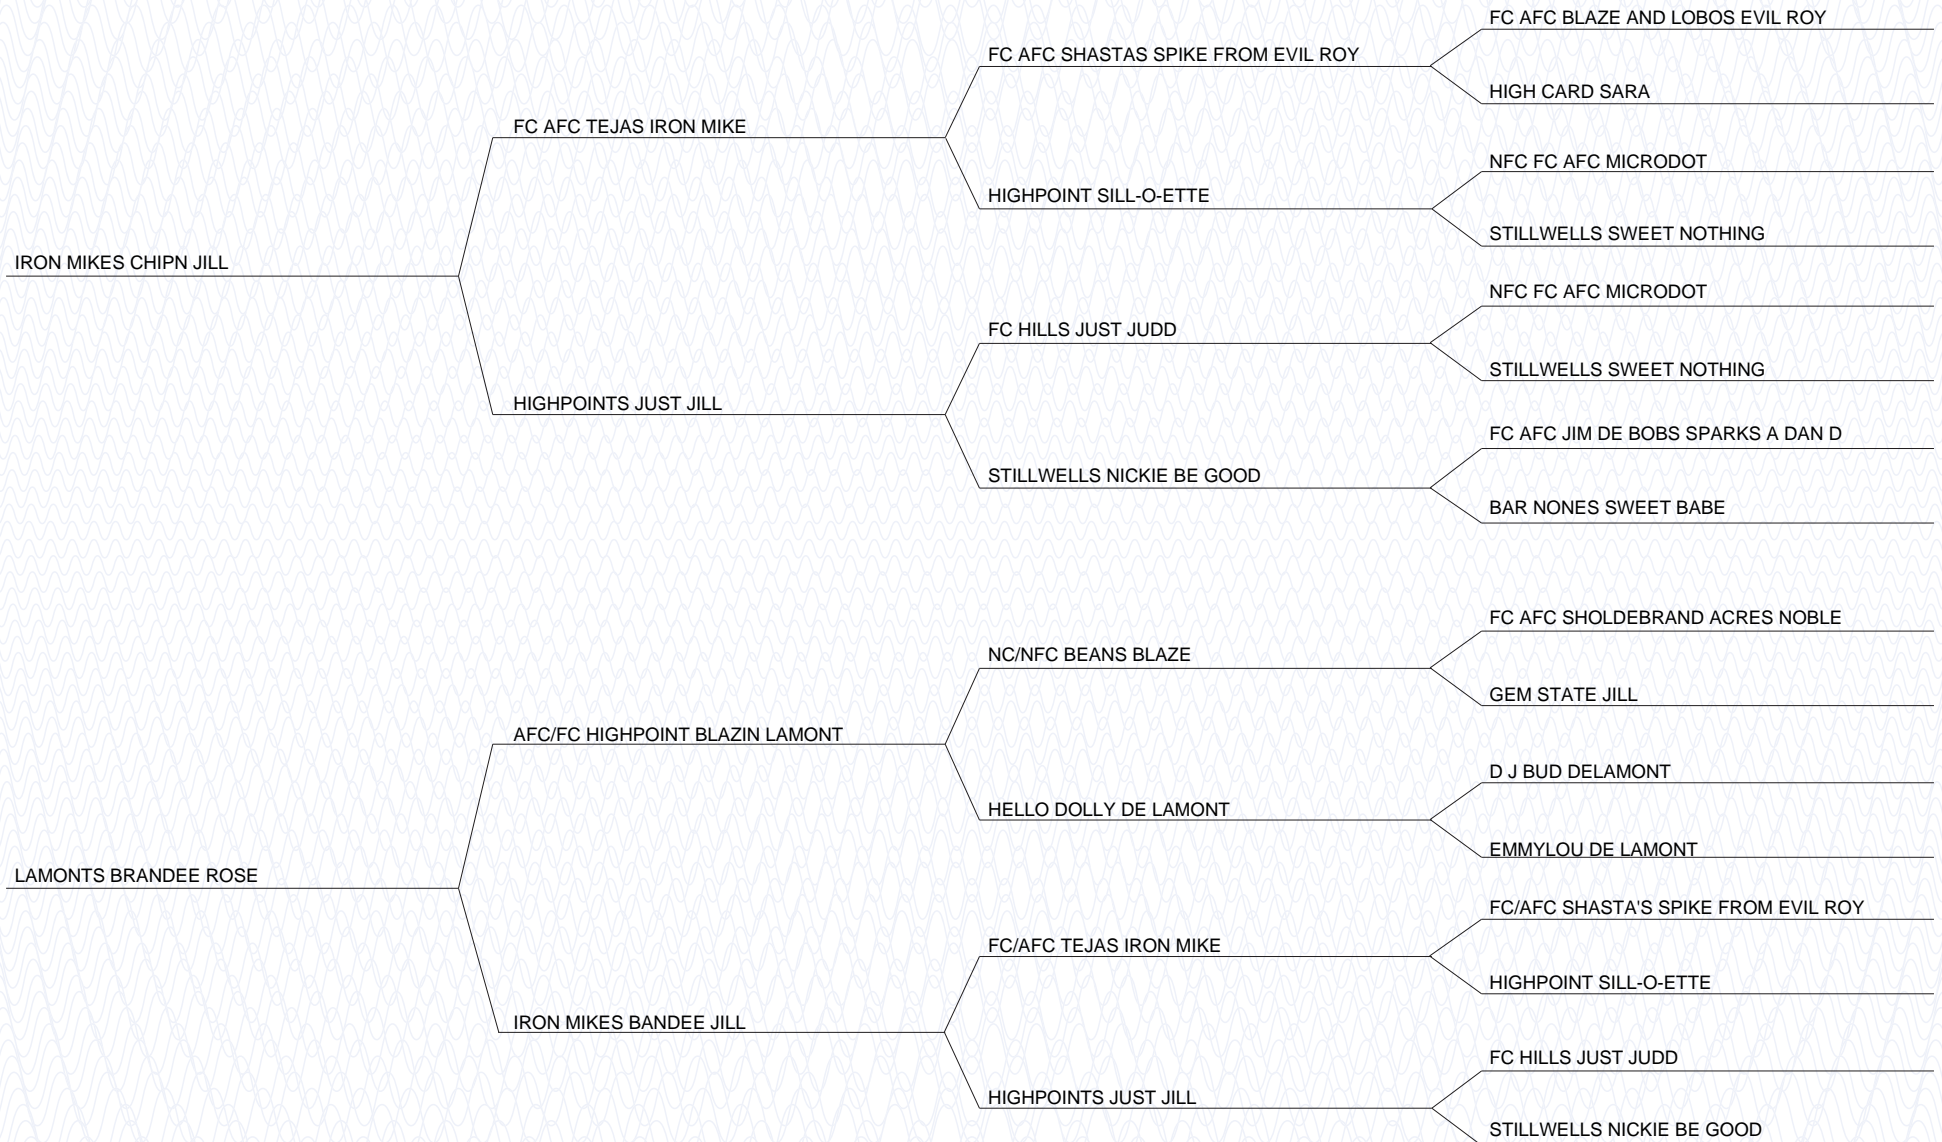 FC AFC BLAZE AND LOBOS EVIL ROY
FC AFC SHASTAS SPIKE FROM EVIL ROY
HIGH CARD SARA
FC AFC TEJAS IRON MIKE
NFC FC AFC MICRODOT
HIGHPOINT SILL-O-ETTE
STILLWELLS SWEET NOTHING
IRON MIKES CHIPN JILL
NFC FC AFC MICRODOT
FC HILLS JUST JUDD
STILLWELLS SWEET NOTHING
HIGHPOINTS JUST JILL
FC AFC JIM DE BOBS SPARKS A DAN D
STILLWELLS NICKIE BE GOOD
BAR NONES SWEET BABE
FC AFC SHOLDEBRAND ACRES NOBLE
NC/NFC BEANS BLAZE
GEM STATE JILL
AFC/FC HIGHPOINT BLAZIN LAMONT
D J BUD DELAMONT
HELLO DOLLY DE LAMONT
EMMYLOU DE LAMONT
LAMONTS BRANDEE ROSE
FC/AFC SHASTA'S SPIKE FROM EVIL ROY
FC/AFC TEJAS IRON MIKE
HIGHPOINT SILL-O-ETTE
IRON MIKES BANDEE JILL
FC HILLS JUST JUDD
HIGHPOINTS JUST JILL
STILLWELLS NICKIE BE GOOD